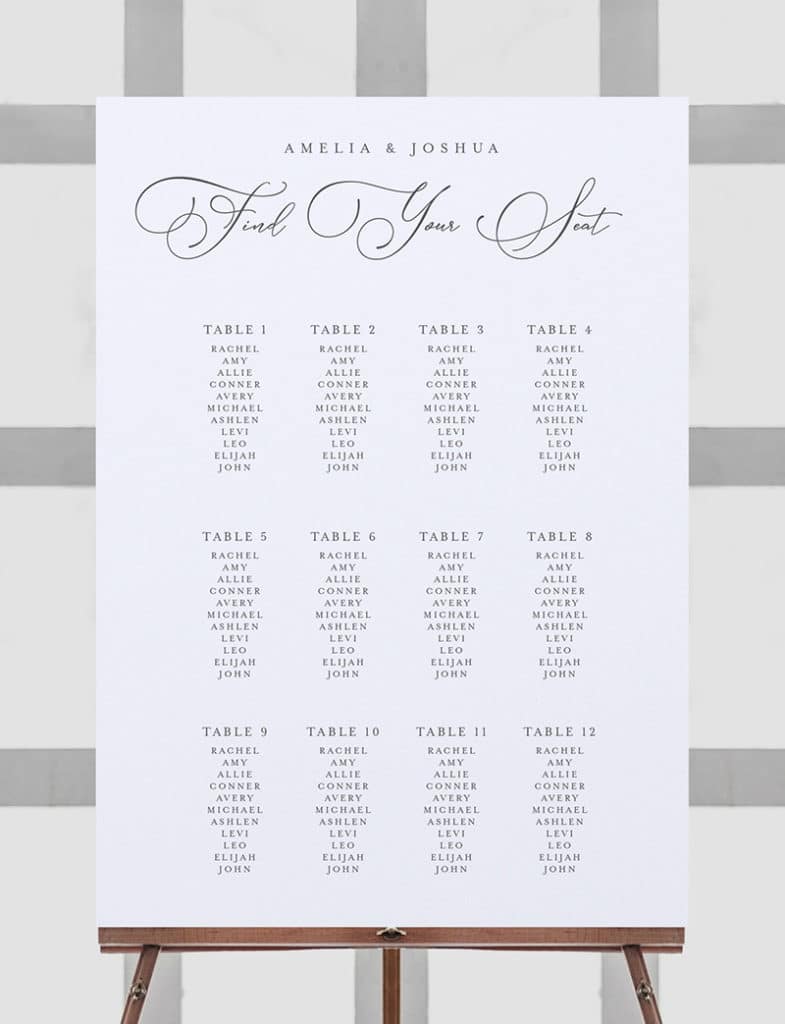 AMELIA & JOSHUA
Find Your Seat
TABLE 1
RACHEL
AMY
ALLIE
CONNER
AVERY
MICHAEL
ASHLEN
LEVI
LEO
ELIJAH
JOHN
TABLE 2
RACHEL
AMY
ALLIE
CONNER
AVERY
MICHAEL
ASHLEN
LEVI
LEO
ELIJAH
JOHN
TABLE 3
RACHEL
AMY
ALLIE
CONNER
AVERY
MICHAEL
ASHLEN
LEVI
LEO
ELIJAH
JOHN
TABLE 4
RACHEL
AMY
ALLIE
CONNER
AVERY
MICHAEL
ASHLEN
LEVI
LEO
ELIJAH
JOHN
TABLE 5
RACHEL
AMY
ALLIE
CONNER
AVERY
MICHAEL
ASHLEN
LEVI
LEO
ELIJAH
JOHN
TABLE 6
RACHEL
AMY
ALLIE
CONNER
AVERY
MICHAEL
ASHLEN
LEVI
LEO
ELIJAH
JOHN
TABLE 7
RACHEL
AMY
ALLIE
CONNER
AVERY
MICHAEL
ASHLEN
LEVI
LEO
ELIJAH
JOHN
TABLE 8
RACHEL
AMY
ALLIE
CONNER
AVERY
MICHAEL
ASHLEN
LEVI
LEO
ELIJAH
JOHN
TABLE 9
RACHEL
AMY
ALLIE
CONNER
AVERY
MICHAEL
ASHLEN
LEVI
LEO
ELIJAH
JOHN
TABLE 10
RACHEL
AMY
ALLIE
CONNER
AVERY
MICHAEL
ASHLEN
LEVI
LEO
ELIJAH
JOHN
TABLE 11
RACHEL
AMY
ALLIE
CONNER
AVERY
MICHAEL
ASHLEN
LEVI
LEO
ELIJAH
JOHN
TABLE 12
RACHEL
AMY
ALLIE
CONNER
AVERY
MICHAEL
ASHLEN
LEVI
LEO
ELIJAH
JOHN